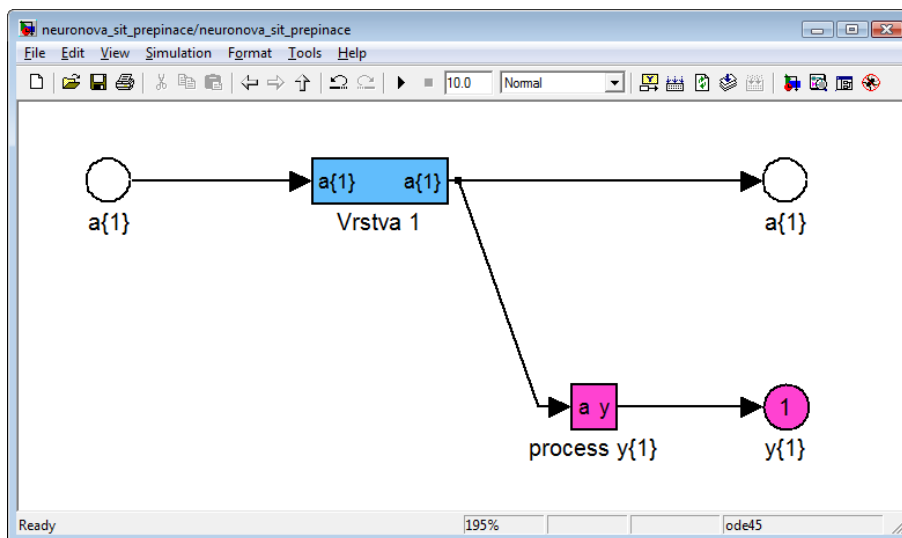 neuronova_sit_prepinace/neuronova_sit_prepinace
File Edit View Simulation Format Tools Help
10.0 Normal
a{1} a{1}
a{1} Vrstva 1 a{1}
a y 1
process y{1} y{1}
Ready 195% ode45